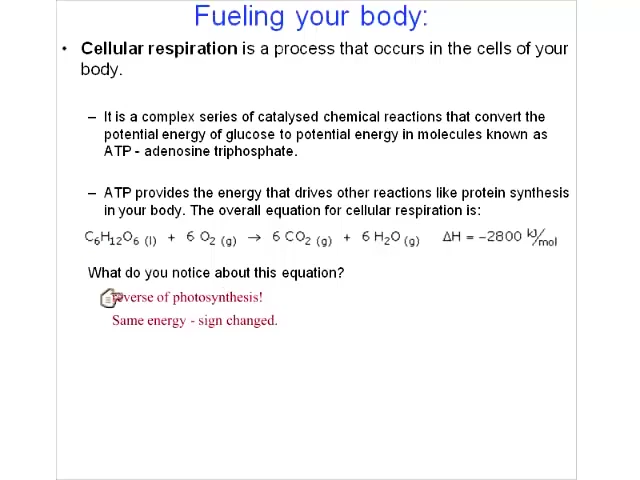 Fueling your body:
• Cellular respiration is a process that occurs in the cells of your
body.
– It is a complex series of catalysed chemical reactions that convert the
potential energy of glucose to potential energy in molecules known as
ATP - adenosine triphosphate.
– ATP provides the energy that drives other reactions like protein synthesis
in your body. The overall equation for cellular respiration is:
C₆H₁₂O₆ (l) + 6 O₂ (g) → 6 CO₂ (g) + 6 H₂O (g) ΔH = –2800 kJ/mol
What do you notice about this equation?
reverse of photosynthesis!
Same energy - sign changed.